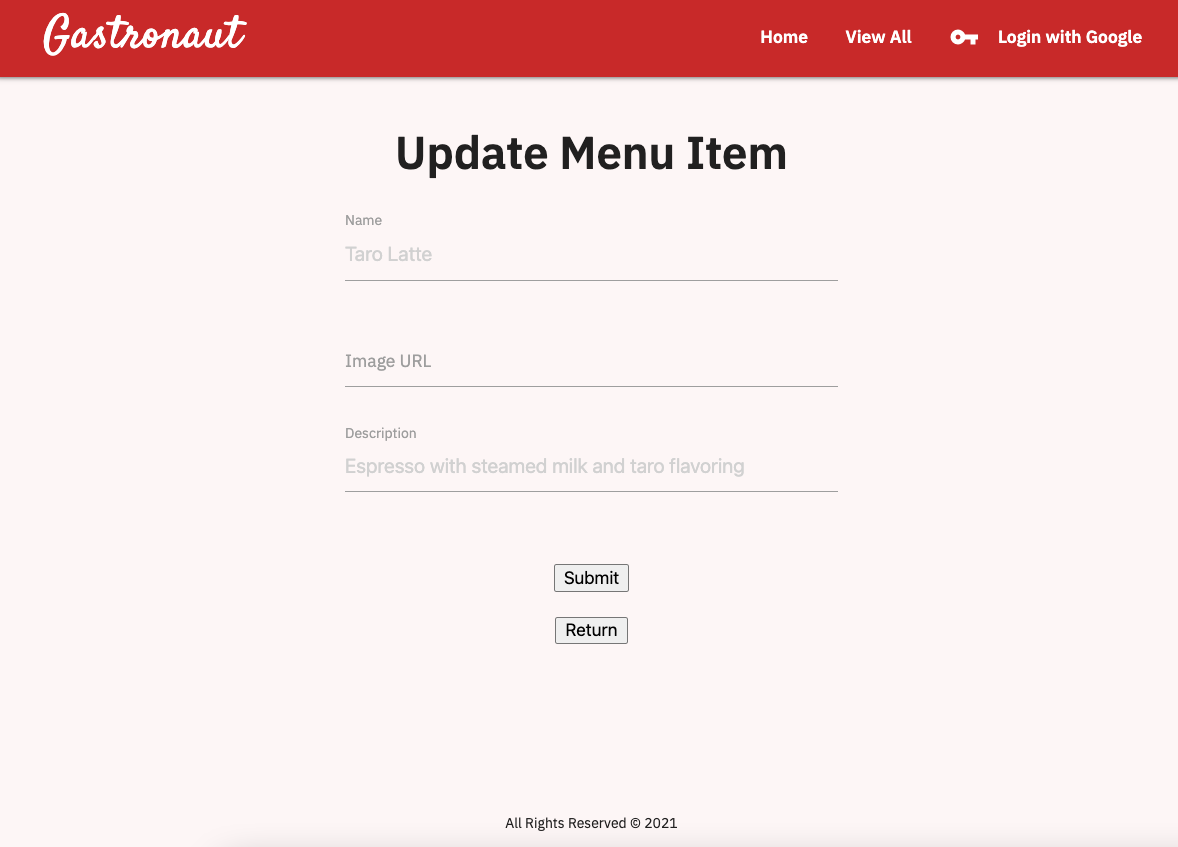 Gastronaut
Home View All Login with Google
Update Menu Item
Name
Taro Latte
Image URL
Description
Espresso with steamed milk and taro flavoring
Submit
Return
All Rights Reserved © 2021